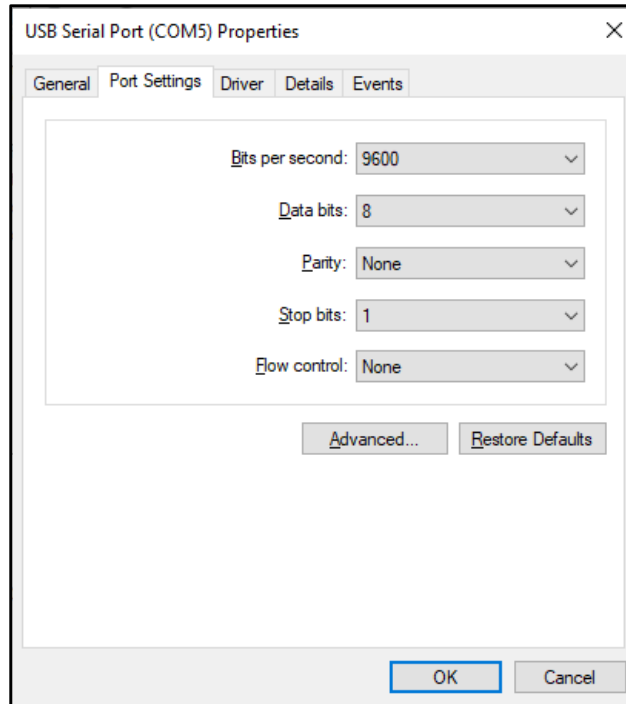 USB Serial Port (COM5) Properties
General Port Settings Driver Details Events
Bits per second: 9600
Data bits: 8
Parity: None
Stop bits: 1
Flow control: None
Advanced... Restore Defaults
OK Cancel